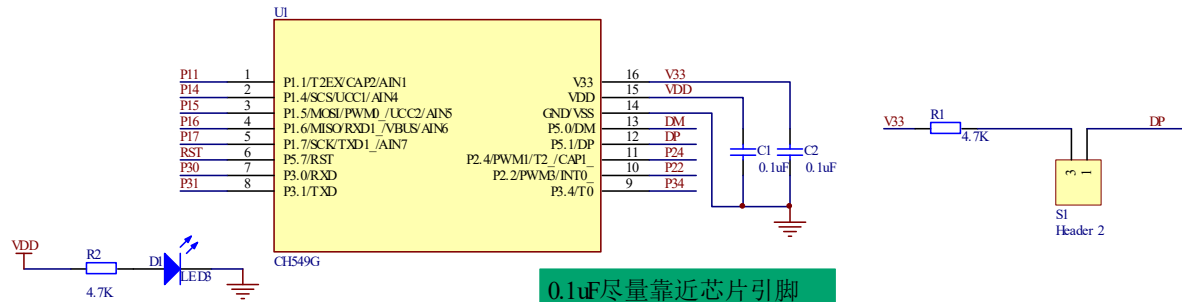 U1
P11 1 P1.1/T2EX/CAP2/AIN1
P14 2 P1.4/SCS/UCC1/AIN4
P15 3 P1.5/MOSI/PWM0_/UCC2/AIN5
P16 4 P1.6/MISO/RXD1_/VBUS/AIN6
P17 5 P1.7/SCK/TXD1_/AIN7
RST 6 P5.7/RST
P30 7 P3.0/RXD
P31 8 P3.1/TXD
V33 16 V33
VDD 15 VDD
GND/VSS 14
P5.0/DM 13 DM
P5.1/DP 12 DP
P2.4/PWM1/T2_/CAP1_ 11 P24
P2.2/PWM3/INT0_ 10 P22
P3.4/T0 9 P34
CH549G
C1
0.1uF
C2
0.1uF
V33
R1
4.7K
DP
3 1
S1
Header 2
VDD
R2
4.7K
D1
LED3
0.1uF尽量靠近芯片引脚